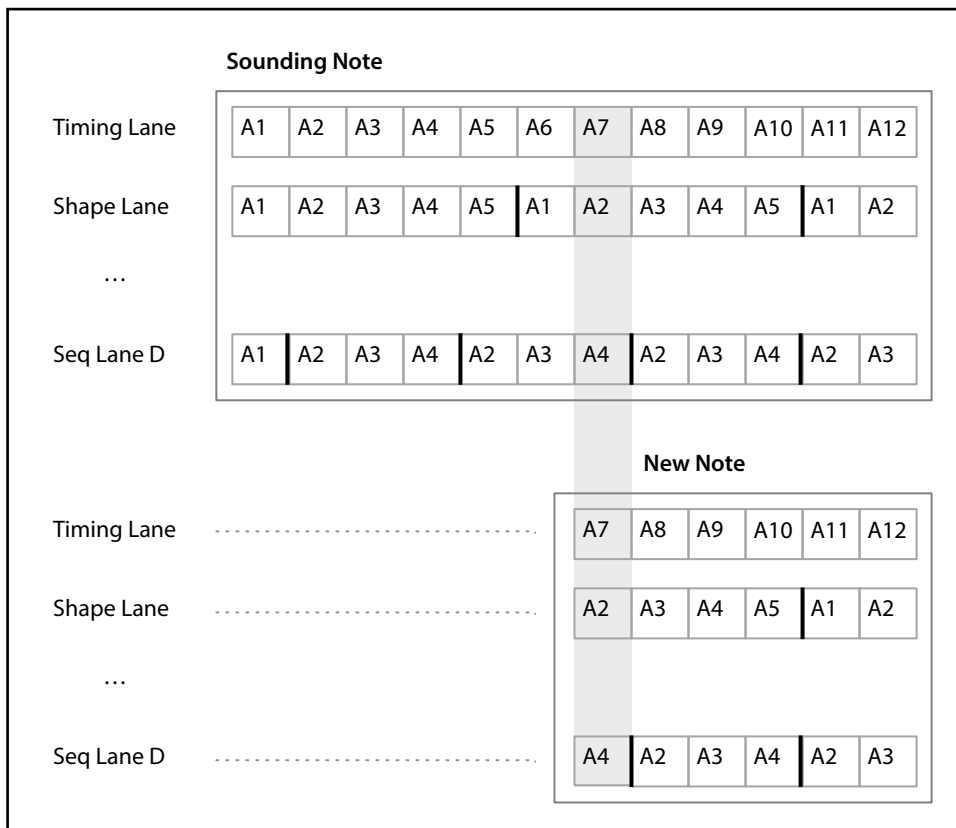 Sounding Note
Timing Lane A1 A2 A3 A4 A5 A6 A7 A8 A9 A10 A11 A12
Shape Lane A1 A2 A3 A4 A5 A1 A2 A3 A4 A5 A1 A2
...
Seq Lane D A1 A2 A3 A4 A2 A3 A4 A2 A3 A4 A2 A3
New Note
Timing Lane A7 A8 A9 A10 A11 A12
Shape Lane A2 A3 A4 A5 A1 A2
...
Seq Lane D A4 A2 A3 A4 A2 A3